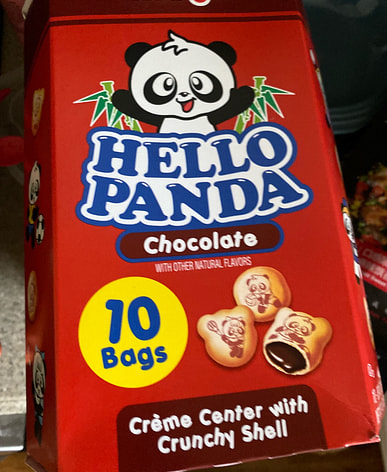 HELLO
PANDA
Chocolate
WITH OTHER NATURAL FLAVORS
10
Bags
Crème Center with
Crunchy Shell